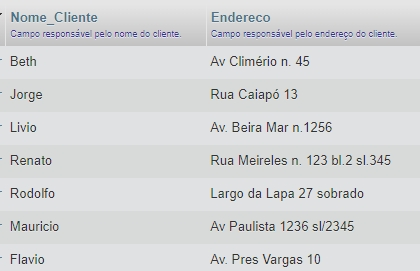 Nome_Cliente Endereco
Campo responsável pelo nome do cliente. Campo responsável pelo endereço do cliente.
Beth Av Climério n. 45
Jorge Rua Caiapó 13
Livio Av. Beira Mar n.1256
Renato Rua Meireles n. 123 bl.2 sl.345
Rodolfo Largo da Lapa 27 sobrado
Mauricio Av Paulista 1236 sl/2345
Flavio Av. Pres Vargas 10